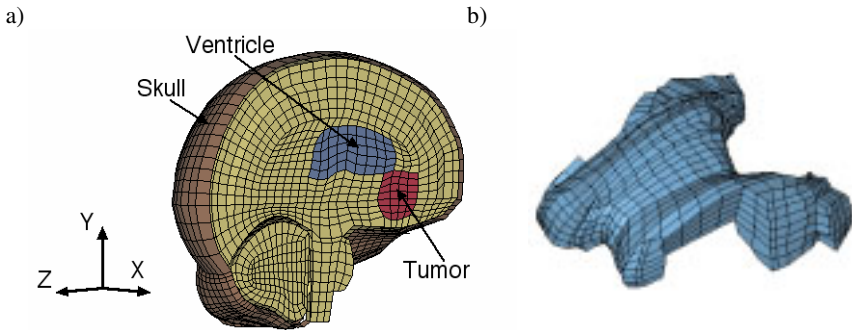 a)
b)
Ventricle
Skull
Y
Z
X
Tumor